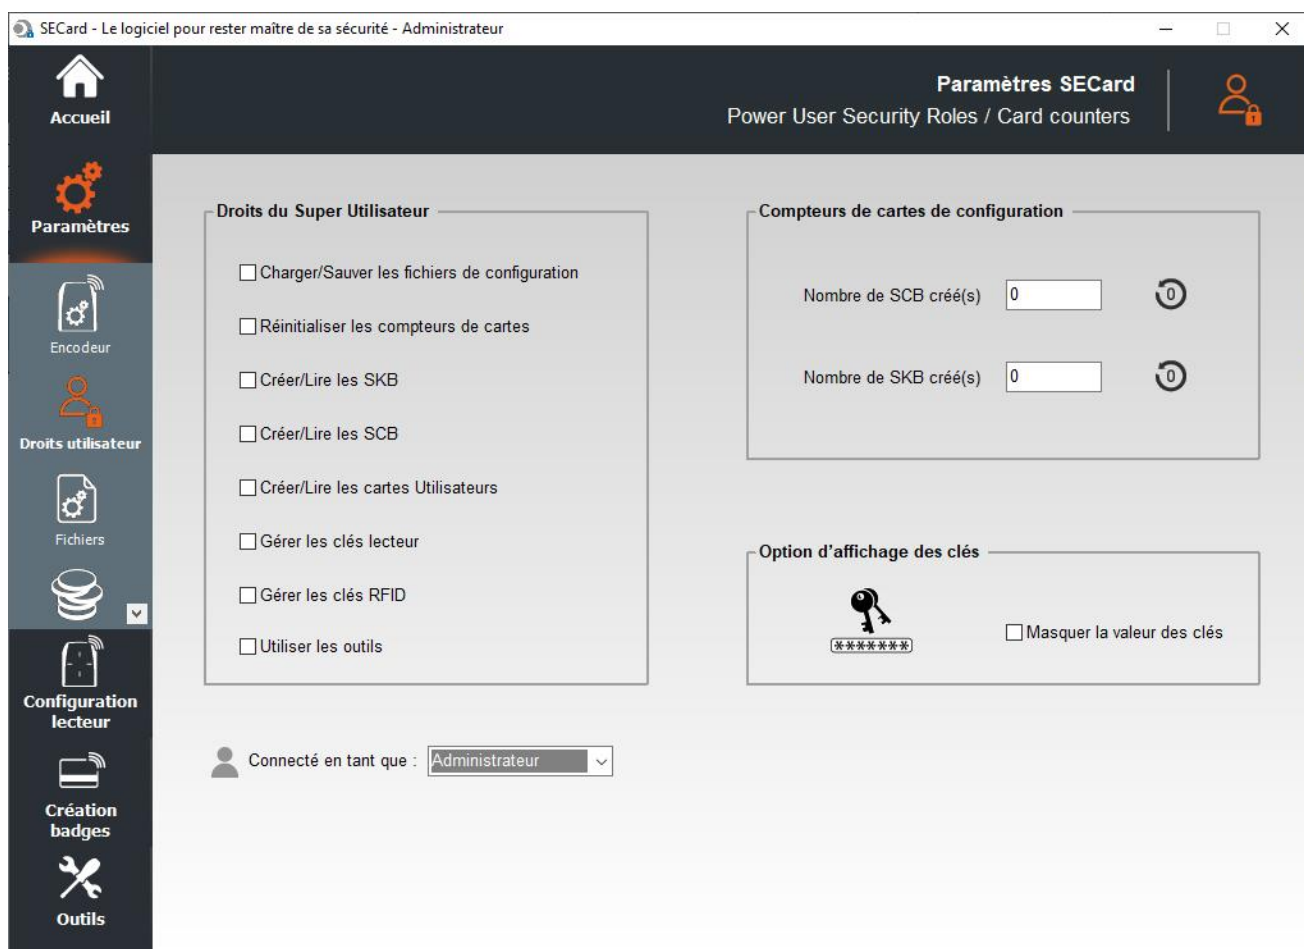 SECard - Le logiciel pour rester maître de sa sécurité - Administrateur
Accueil
Paramètres SECard
Power User Security Roles / Card counters
Paramètres
Encodeur
Droits utilisateur
Fichiers
Configuration
lecteur
Création
badges
Outils
Droits du Super Utilisateur
Charger/Sauver les fichiers de configuration
Réinitialiser les compteurs de cartes
Créer/Lire les SKB
Créer/Lire les SCB
Créer/Lire les cartes Utilisateurs
Gérer les clés lecteur
Gérer les clés RFID
Utiliser les outils
Connecté en tant que : Administrateur
Compteurs de cartes de configuration
Nombre de SCB créé(s) 0 0
Nombre de SKB créé(s) 0 0
Option d'affichage des clés
*******
Masquer la valeur des clés